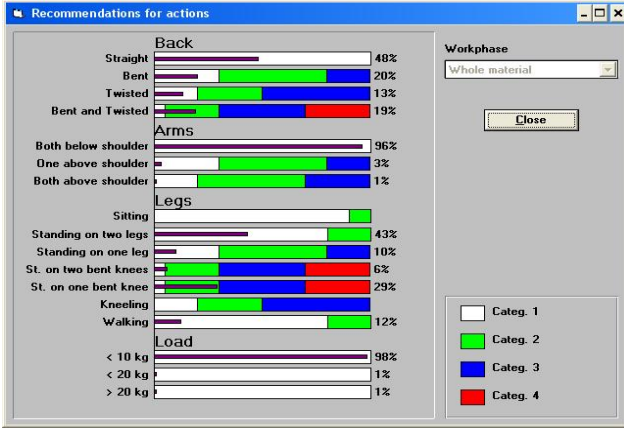 Recommendations for actions
Back
Straight 48%
Bent 20%
Twisted 13%
Bent and Twisted 19%
Arms
Both below shoulder 96%
One above shoulder 3%
Both above shoulder 1%
Legs
Sitting
Standing on two legs 43%
Standing on one leg 10%
St. on two bent knees 6%
St. on one bent knee 29%
Kneeling
Walking 12%
Load
< 10 kg 98%
< 20 kg 1%
> 20 kg 1%
Workphase
Whole material
Close
Categ. 1
Categ. 2
Categ. 3
Categ. 4